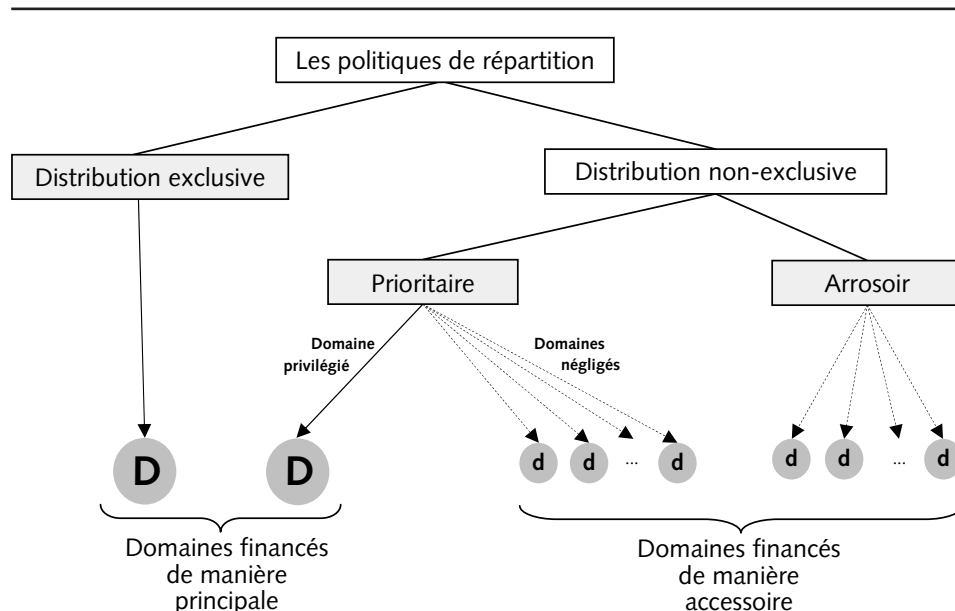 Les politiques de répartition
Distribution exclusive
Distribution non-exclusive
Prioritaire
Arrosoir
Domaine
privilégié
Domaines
négligés
D
D
d
d
...
d
d
d
...
d
Domaines financés
de manière
principale
Domaines financés
de manière
accessoire